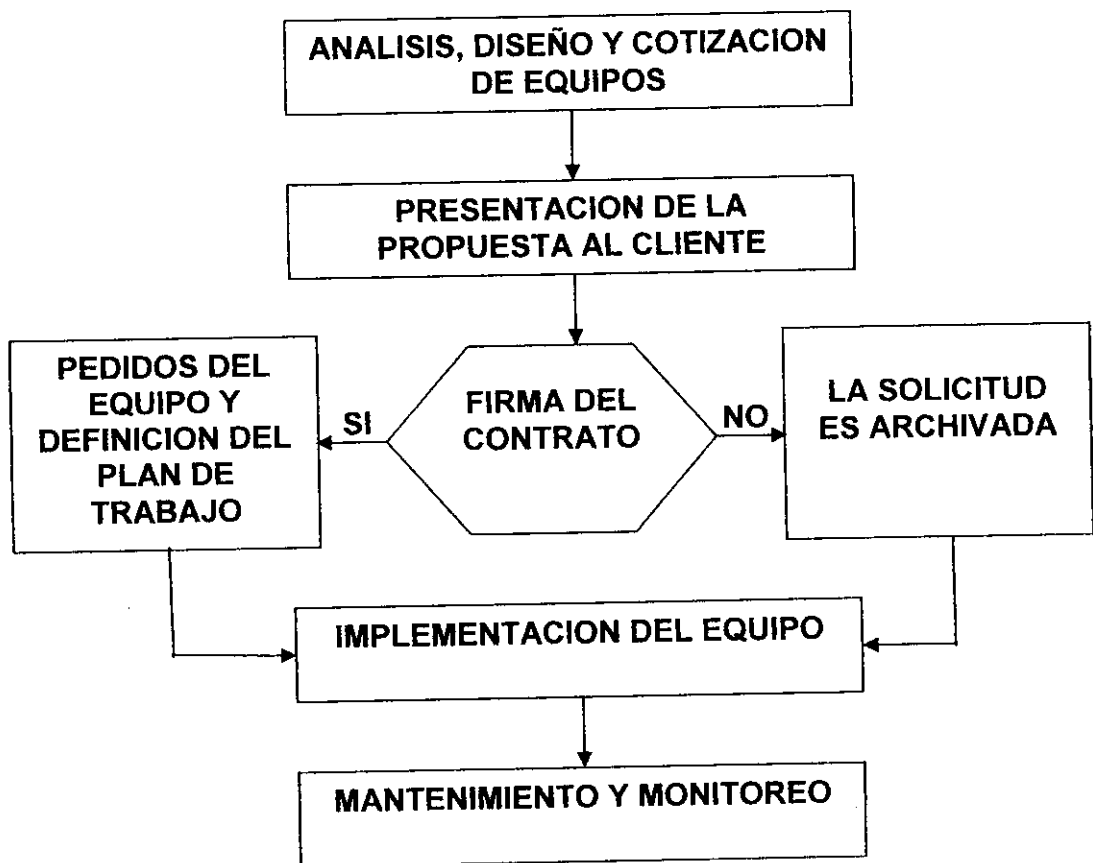 ANALISIS, DISEÑO Y COTIZACION
DE EQUIPOS
PRESENTACION DE LA
PROPUESTA AL CLIENTE
PEDIDOS DEL
EQUIPO Y
DEFINICION DEL
PLAN DE
TRABAJO
SI
FIRMA DEL
CONTRATO
NO
LA SOLICITUD
ES ARCHIVADA
IMPLEMENTACION DEL EQUIPO
MANTENIMIENTO Y MONITOREO